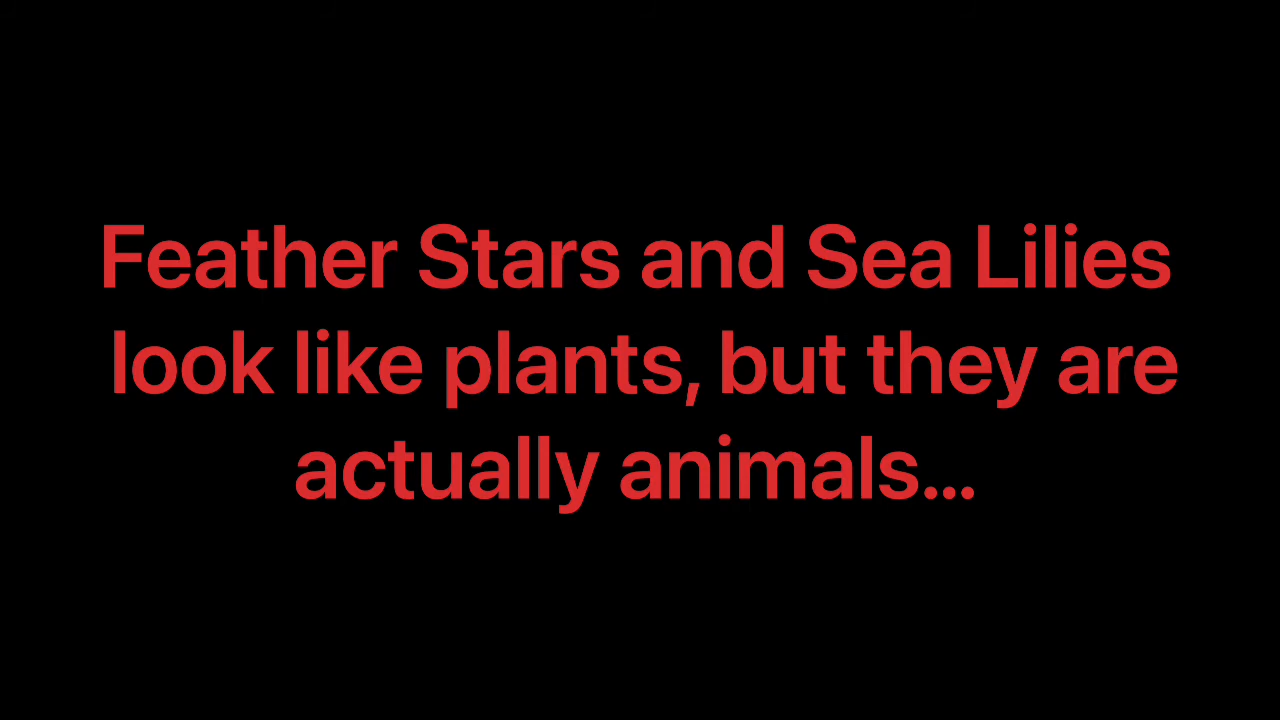 Feather Stars and Sea Lilies
look like plants, but they are
actually animals...